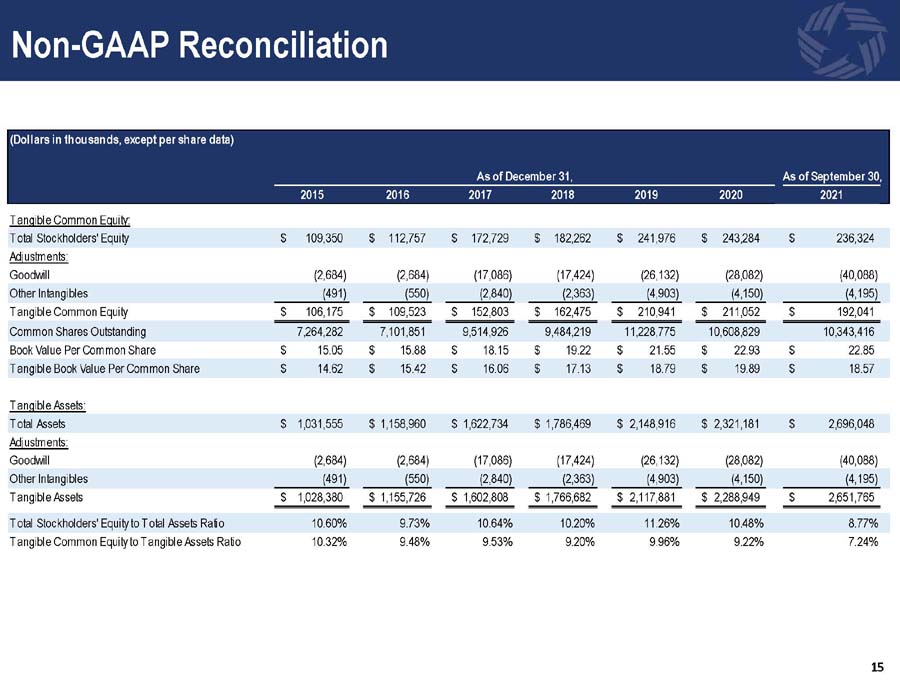 Non-GAAP Reconciliation
(Dollars in thousands, except per share data)
As of December 31, As of September 30,
2015 2016 2017 2018 2019 2020 2021
Tangible Common Equity:
Total Stockholders' Equity $ 109,350 $ 112,757 $ 172,729 $ 182,262 $ 241,976 $ 243,284 $ 236,324
Adjustments:
Goodwill (2,684) (2,684) (17,086) (17,424) (26,132) (28,082) (40,088)
Other Intangibles (491) (550) (2,840) (2,363) (4,903) (4,150) (4,195)
Tangible Common Equity $ 106,175 $ 109,523 $ 152,803 $ 162,475 $ 210,941 $ 211,052 $ 192,041
Common Shares Outstanding 7,264,282 7,101,851 9,514,926 9,484,219 11,228,775 10,608,829 10,343,416
Book Value Per Common Share $ 15.05 $ 15.88 $ 18.15 $ 19.22 $ 21.55 $ 22.93 $ 22.85
Tangible Book Value Per Common Share $ 14.62 $ 15.42 $ 16.06 $ 17.13 $ 18.79 $ 19.89 $ 18.57
Tangible Assets:
Total Assets $ 1,031,555 $ 1,158,960 $ 1,622,734 $ 1,786,469 $ 2,148,916 $ 2,321,181 $ 2,696,048
Adjustments:
Goodwill (2,684) (2,684) (17,086) (17,424) (26,132) (28,082) (40,088)
Other Intangibles (491) (550) (2,840) (2,363) (4,903) (4,150) (4,195)
Tangible Assets $ 1,028,380 $ 1,155,726 $ 1,602,808 $ 1,766,682 $ 2,117,881 $ 2,288,949 $ 2,651,765
Total Stockholders' Equity to Total Assets Ratio 10.60% 9.73% 10.64% 10.20% 11.26% 10.48% 8.77%
Tangible Common Equity to Tangible Assets Ratio 10.32% 9.48% 9.53% 9.20% 9.96% 9.22% 7.24%
15